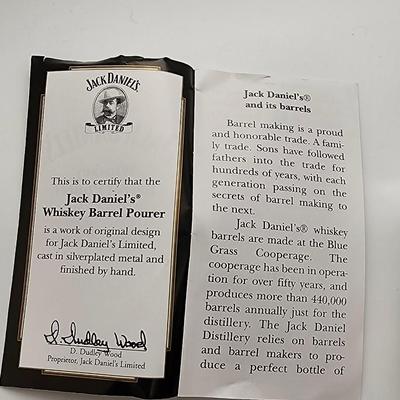 JACK DANIEL'S
LIMITED
This is to certify that the
Jack Daniel's®
Whiskey Barrel Pourer
is a work of original design
for Jack Daniel's Limited,
cast in silverplated metal and
finished by hand.
D. Dudley Wood
D. Dudley Wood
Proprietor, Jack Daniel's Limited
Jack Daniel's®
and its barrels
Barrel making is a proud
and honorable trade. A fami-
ly trade. Sons have followed
fathers into the trade for
hundreds of years, with each
generation passing on the
secrets of barrel making to
the next.
Jack Daniel's® whiskey
barrels are made at the Blue
Grass Cooperage. The
cooperage has been in opera-
tion for over fifty years, and
produces more than 440,000
barrels annually just for the
distillery. The Jack Daniel
Distillery relies on barrels
and barrel makers to pro-
duce a perfect bottle of